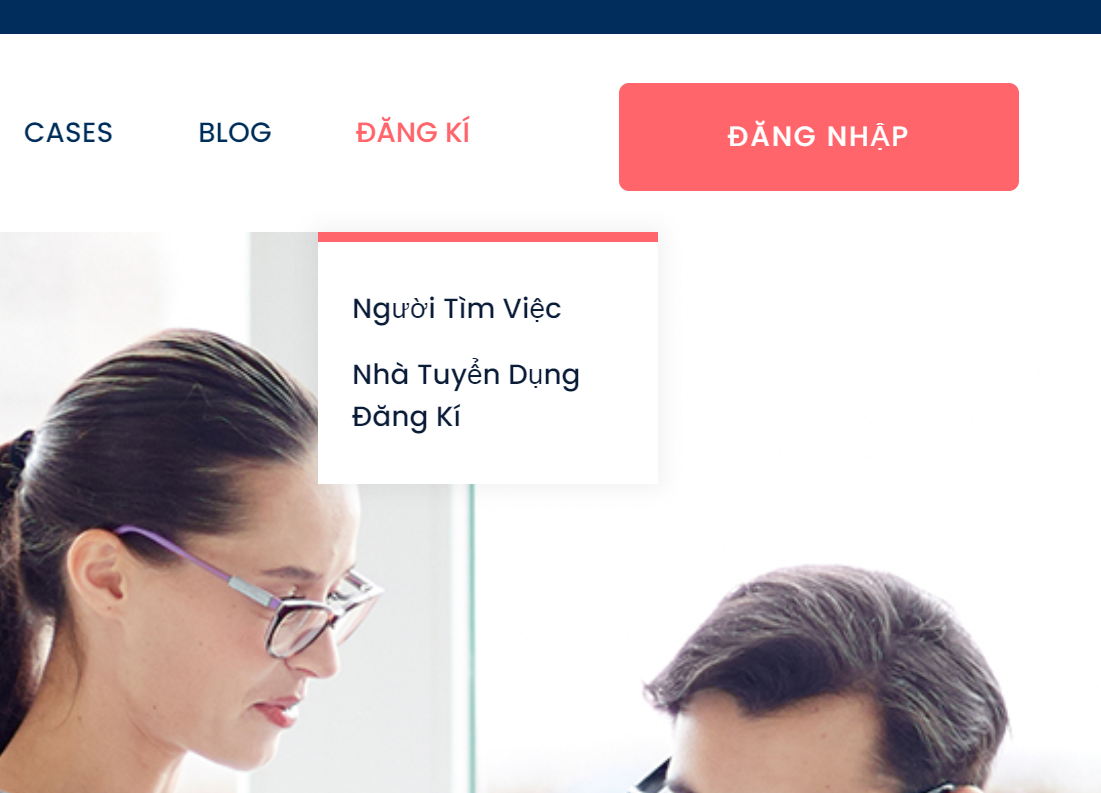 CASES BLOG ĐĂNG KÍ ĐĂNG NHẬP
Người Tìm Việc
Nhà Tuyển Dụng
Đăng Kí